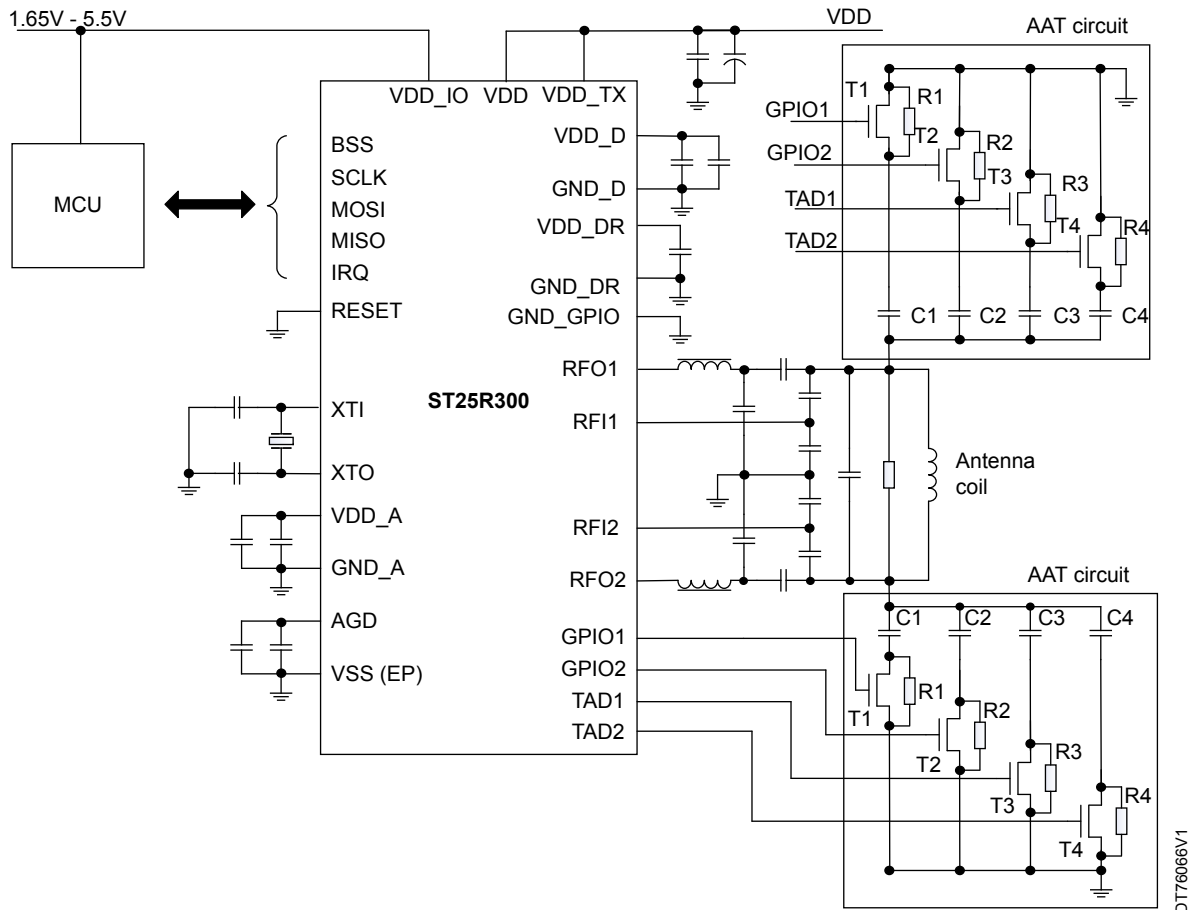 1.65V - 5.5V
VDD
AAT circuit
VDD_IO VDD VDD_TX
MCU
BSS
SCLK
MOSI
MISO
IRQ
RESET
XTI
XTO
VDD_A
GND_A
AGD
VSS (EP)
ST25R300
VDD_D
GND_D
VDD_DR
GND_DR
GND_GPIO
RFO1
RFI1
RFI2
RFO2
GPIO1
GPIO2
TAD1
TAD2
GPIO1
GPIO2
TAD1
TAD2
T1
R1
T2
R2
T3
R3
T4
R4
C1
C2
C3
C4
Antenna
coil
AAT circuit
C1
C2
C3
C4
R1
T1
R2
T2
R3
T3
R4
T4
DT76066V1